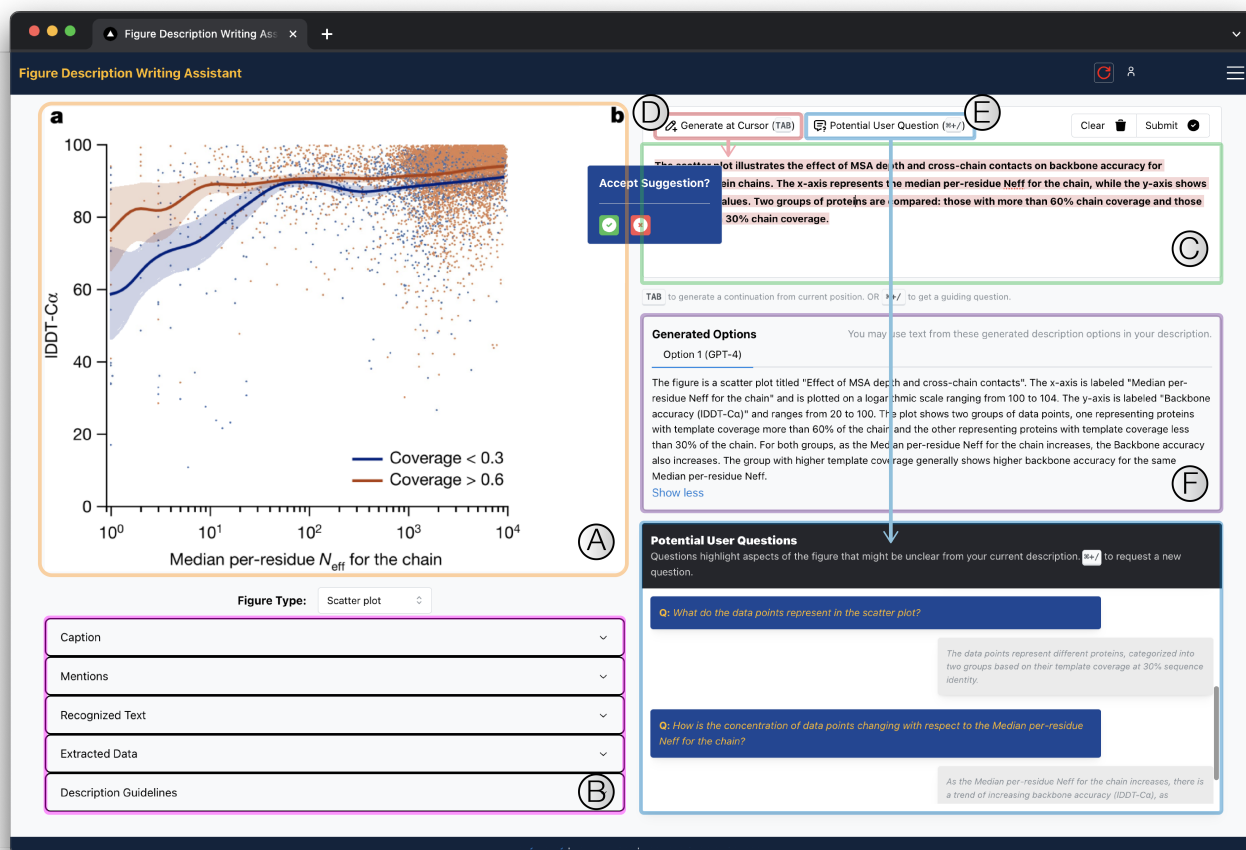 Figure Description Writing Ass
Figure Description Writing Assistant
a
b
lDDT-Cα
100
80
60
40
20
0
Coverage < 0.3
Coverage > 0.6
10⁰
10¹
10²
10³
10⁴
Median per-residue Neff for the chain
A
Figure Type:
Scatter plot
Caption
Mentions
Recognized Text
Extracted Data
Description Guidelines
B
D
Generate at Cursor (TAB)
Potential User Question (⌘+/)
E
Clear
Submit
The scatter plot illustrates the effect of MSA depth and cross-chain contacts on backbone accuracy for
ein chains. The x-axis represents the median per-residue Neff for the chain, while the y-axis shows
alues. Two groups of proteins are compared: those with more than 60% chain coverage and those
30% chain coverage.
Accept Suggestion?
C
TAB to generate a continuation from current position. OR ⌘+/ to get a guiding question.
Generated Options
You may use text from these generated description options in your description.
Option 1 (GPT-4)
The figure is a scatter plot titled "Effect of MSA depth and cross-chain contacts". The x-axis is labeled "Median per-
residue Neff for the chain" and is plotted on a logarithmic scale ranging from 100 to 104. The y-axis is labeled "Backbone
accuracy (IDDT-Cα)" and ranges from 20 to 100. The plot shows two groups of data points, one representing proteins
with template coverage more than 60% of the chain and the other representing proteins with template coverage less
than 30% of the chain. For both groups, as the Median per-residue Neff for the chain increases, the Backbone accuracy
also increases. The group with higher template coverage generally shows higher backbone accuracy for the same
Median per-residue Neff.
Show less
F
Potential User Questions
Questions highlight aspects of the figure that might be unclear from your current description. ⌘+/ to request a new
question.
Q: What do the data points represent in the scatter plot?
The data points represent different proteins, categorized into
two groups based on their template coverage at 30% sequence
identity.
Q: How is the concentration of data points changing with respect to the Median per-residue
Neff for the chain?
As the Median per-residue Neff for the chain increases, there is
a trend of increasing backbone accuracy (IDDT-Cα), as